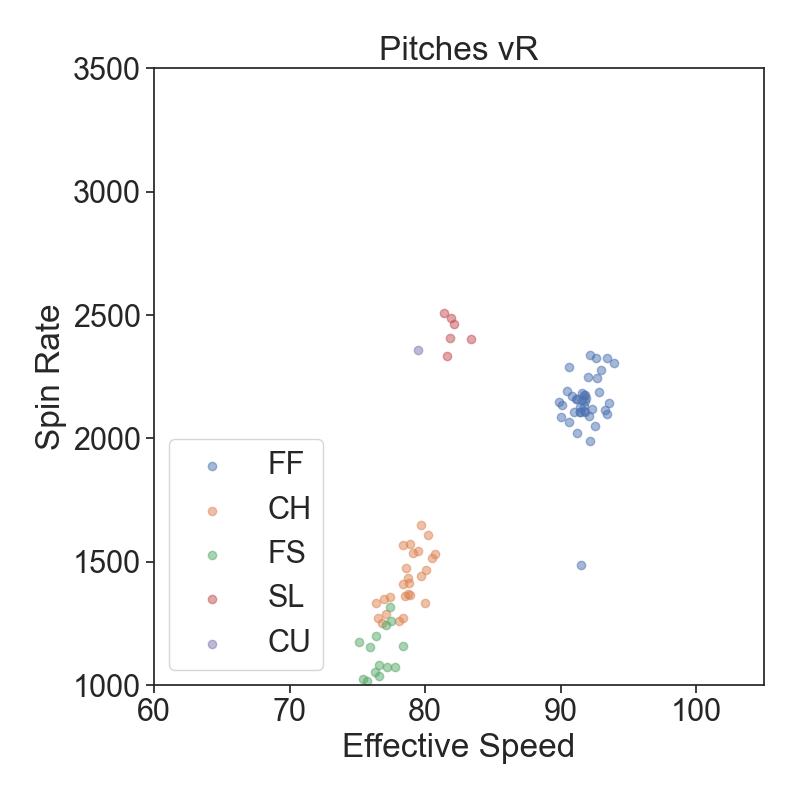 Pitches vR
3500
3000
2500
2000
1500
1000
Spin Rate
FF
CH
FS
SL
CU
60 70 80 90 100
Effective Speed